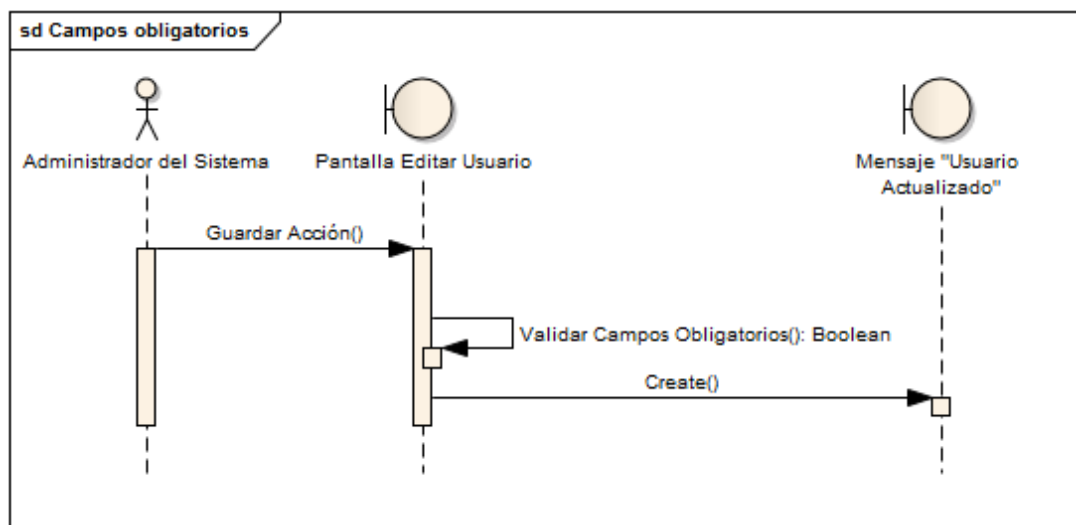 sd Campos obligatorios
Administrador del Sistema
Pantalla Editar Usuario
Mensaje "Usuario
Actualizado"
Guardar Acción()
Validar Campos Obligatorios(): Boolean
Create()